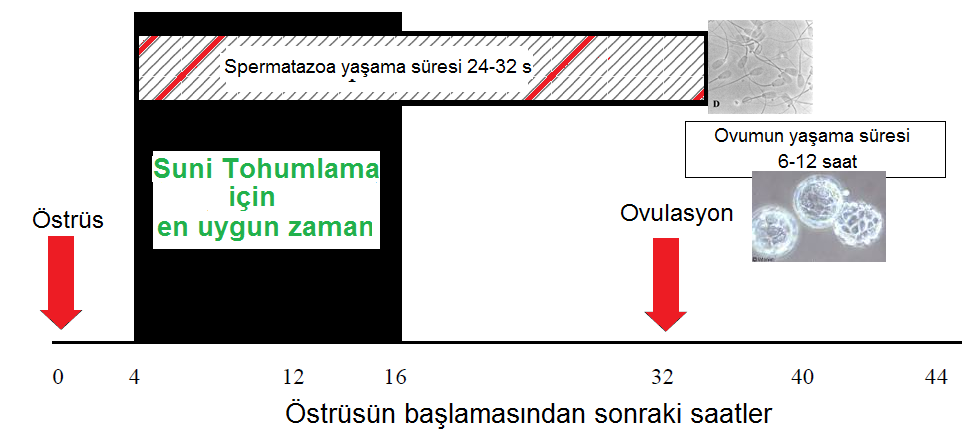 Spermatazoa yaşama süresi 24-32 s
D
Ovumun yaşama süresi
6-12 saat
Suni Tohumlama
için
en uygun zaman
Östrüs
Ovulasyon
0 4 12 16 32 40 44
Östrüsün başlamasından sonraki saatler